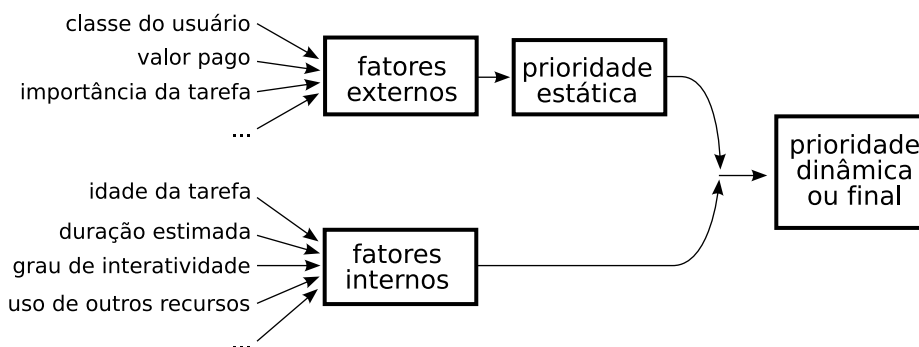 classe do usuário
valor pago
importância da tarefa
...
fatores
externos
prioridade
estática
idade da tarefa
duração estimada
grau de interatividade
uso de outros recursos
...
fatores
internos
prioridade
dinâmica
ou final